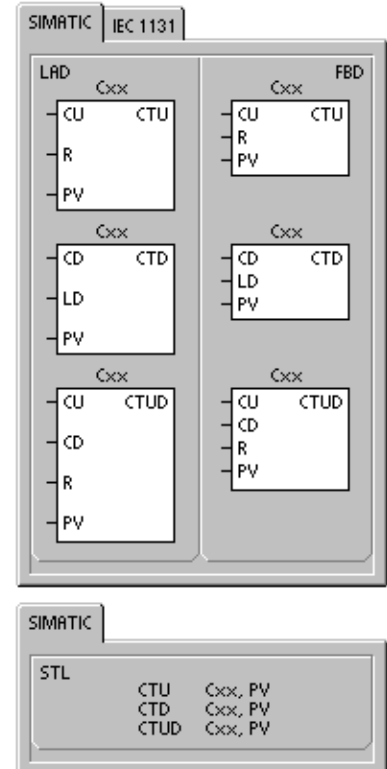 SIMATIC IEC 1131
LAD
Cxx
CU CTU
R
PV
Cxx
CD CTD
LD
PV
Cxx
CU CTUD
CD
R
PV
FBD
Cxx
CU CTU
R
PV
Cxx
CD CTD
LD
PV
Cxx
CU CTUD
CD
R
PV
SIMATIC
STL
CTU Cxx, PV
CTD Cxx, PV
CTUD Cxx, PV